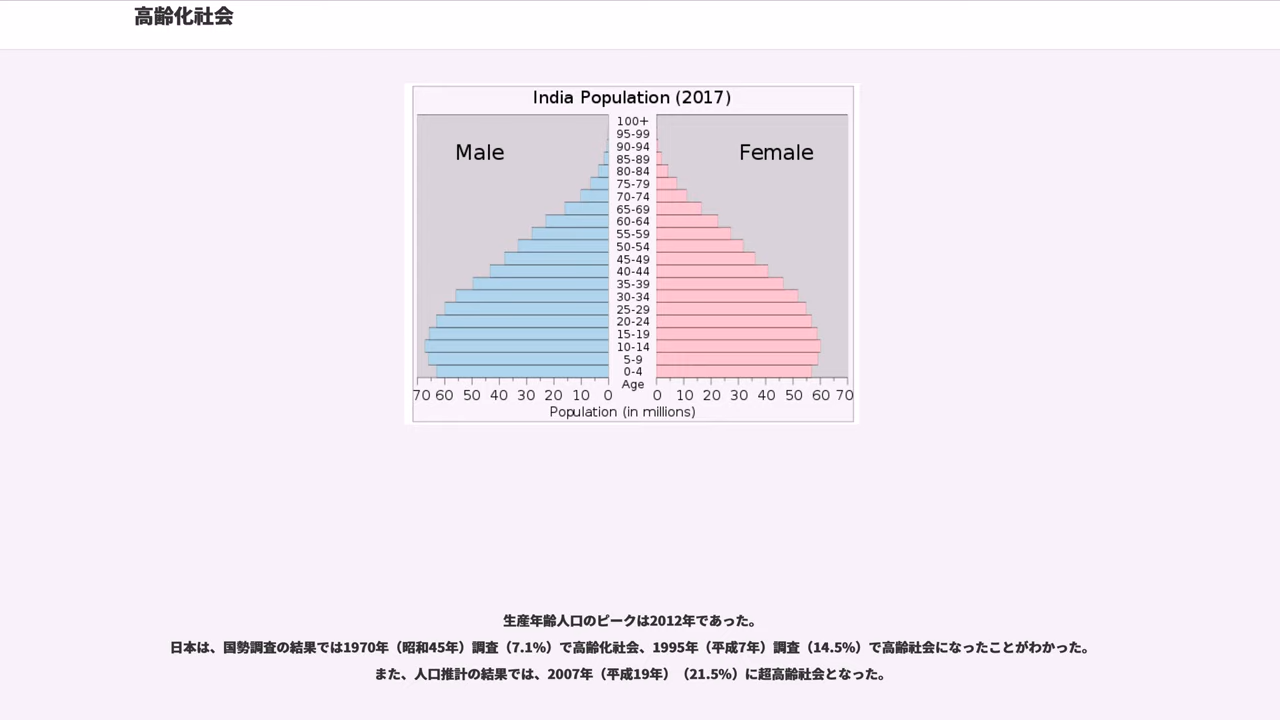 高齢化社会
India Population (2017)
Male
Female
100+
95-99
90-94
85-89
80-84
75-79
70-74
65-69
60-64
55-59
50-54
45-49
40-44
35-39
30-34
25-29
20-24
15-19
10-14
5-9
0-4
Age
70 60 50 40 30 20 10 0
0 10 20 30 40 50 60 70
Population (in millions)
生産年齢人口のピークは2012年であった。
日本は、国勢調査の結果では1970年（昭和45年）調査（7.1%）で高齢化社会、1995年（平成7年）調査（14.5%）で高齢社会になったことがわかった。
また、人口推計の結果では、2007年（平成19年）（21.5%）に超高齢社会となった。